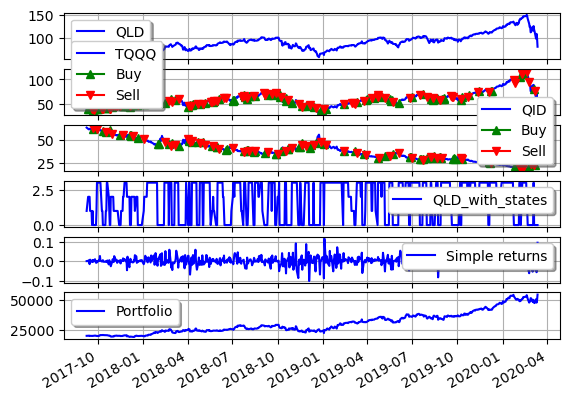 150
100
QLD
TQQQ
Buy
Sell
100
50
QID
Buy
Sell
50
25
2.5
0.0
QLD_with_states
0.1
0.0
−0.1
Simple returns
50000
25000
Portfolio
2017-10
2018-01
2018-04
2018-07
2018-10
2019-01
2019-04
2019-07
2019-10
2020-01
2020-04